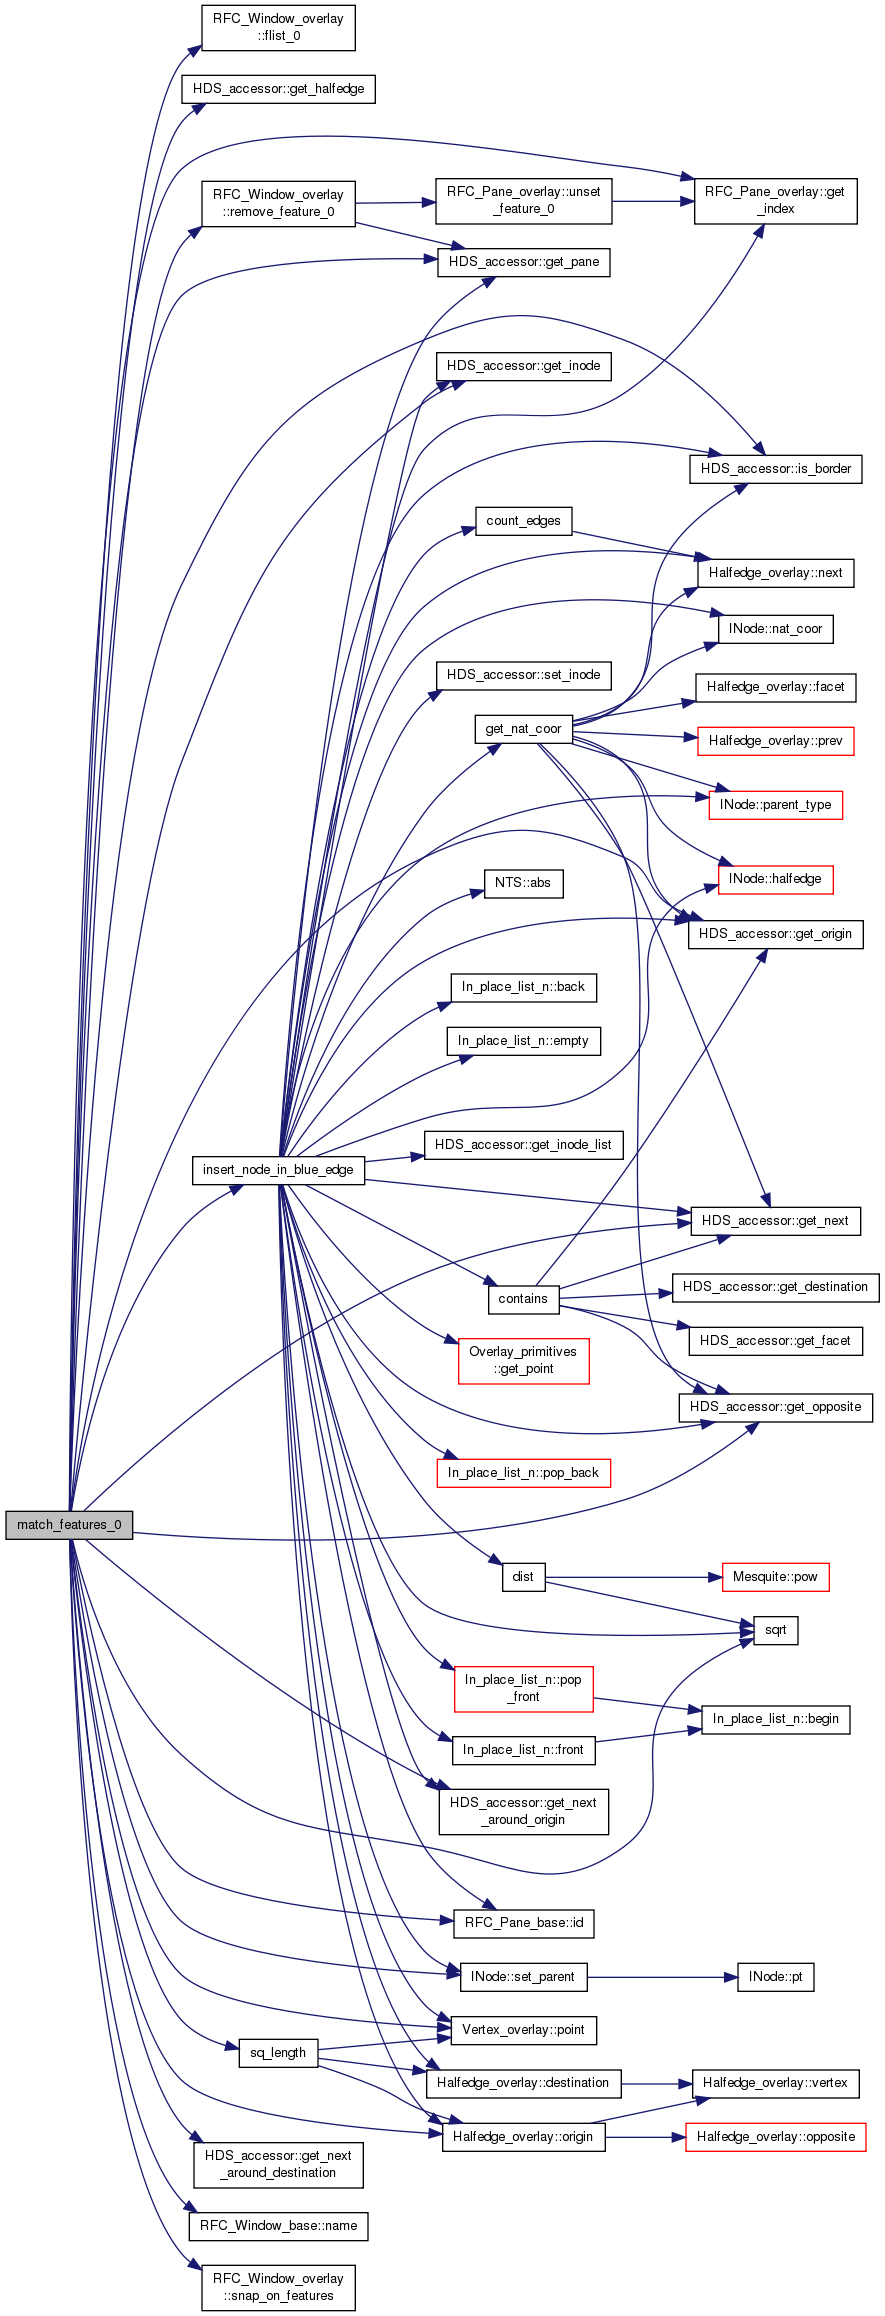 RFC_Window_overlay
::flist_0
HDS_accessor::get_halfedge
RFC_Window_overlay
::remove_feature_0
RFC_Pane_overlay::unset
_feature_0
RFC_Pane_overlay::get
_index
HDS_accessor::get_pane
HDS_accessor::get_inode
HDS_accessor::is_border
count_edges
Halfedge_overlay::next
INode::nat_coor
HDS_accessor::set_inode
Halfedge_overlay::facet
get_nat_coor
Halfedge_overlay::prev
INode::parent_type
NTS::abs
INode::halfedge
HDS_accessor::get_origin
In_place_list_n::back
In_place_list_n::empty
HDS_accessor::get_inode_list
insert_node_in_blue_edge
HDS_accessor::get_next
contains
HDS_accessor::get_destination
HDS_accessor::get_facet
Overlay_primitives
::get_point
HDS_accessor::get_opposite
In_place_list_n::pop_back
match_features_0
dist
Mesquite::pow
sqrt
In_place_list_n::pop
_front
In_place_list_n::begin
In_place_list_n::front
HDS_accessor::get_next
_around_origin
RFC_Pane_base::id
INode::set_parent
INode::pt
Vertex_overlay::point
sq_length
Halfedge_overlay::destination
Halfedge_overlay::vertex
Halfedge_overlay::origin
Halfedge_overlay::opposite
HDS_accessor::get_next
_around_destination
RFC_Window_base::name
RFC_Window_overlay
::snap_on_features